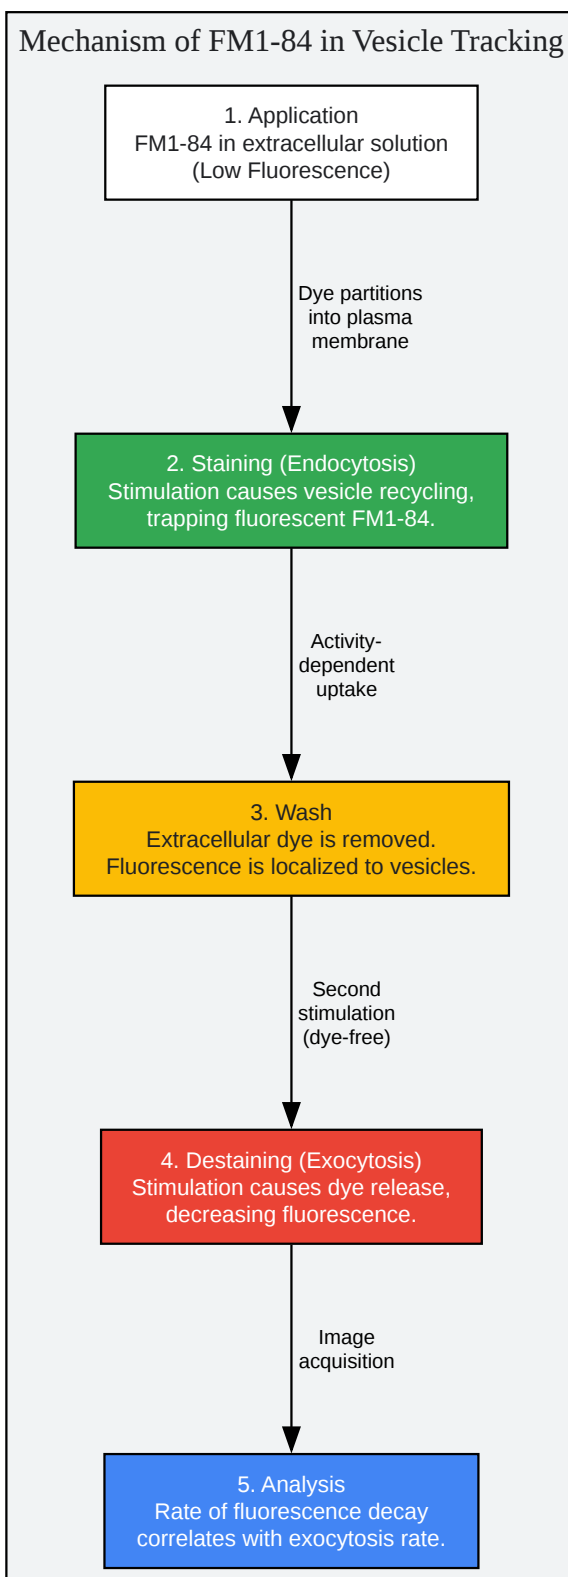 Mechanism of FM1-84 in Vesicle Tracking
1. Application
FM1-84 in extracellular solution
(Low Fluorescence)
Dye partitions
into plasma
membrane
2. Staining (Endocytosis)
Stimulation causes vesicle recycling,
trapping fluorescent FM1-84.
Activity-
dependent
uptake
3. Wash
Extracellular dye is removed.
Fluorescence is localized to vesicles.
Second
stimulation
(dye-free)
4. Destaining (Exocytosis)
Stimulation causes dye release,
decreasing fluorescence.
Image
acquisition
5. Analysis
Rate of fluorescence decay
correlates with exocytosis rate.